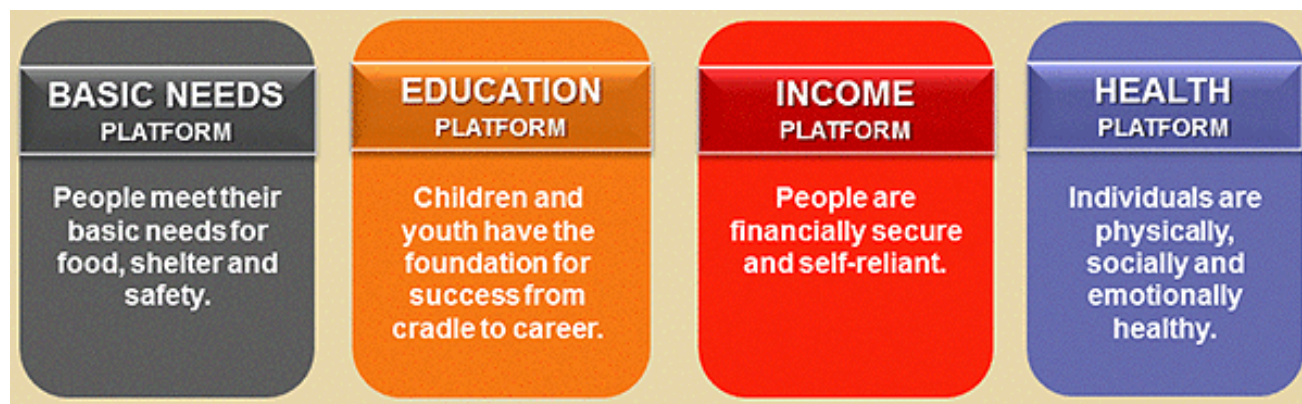 BASIC NEEDS
PLATFORM
People meet their
basic needs for
food, shelter and
safety.
EDUCATION
PLATFORM
Children and
youth have the
foundation for
success from
cradle to career.
INCOME
PLATFORM
People are
financially secure
and self-reliant.
HEALTH
PLATFORM
Individuals are
physically,
socially and
emotionally
healthy.